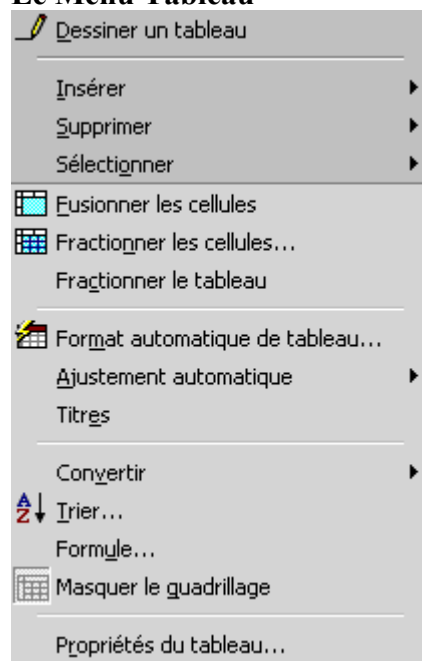 Le Menu Tableau
Dessiner un tableau
Insérer
Supprimer
Sélectionner
Fusionner les cellules
Fractionner les cellules...
Fractionner le tableau
Format automatique de tableau...
Ajustement automatique
Titres
Convertir
Trier...
Formule...
Masquer le quadrillage
Propriétés du tableau...